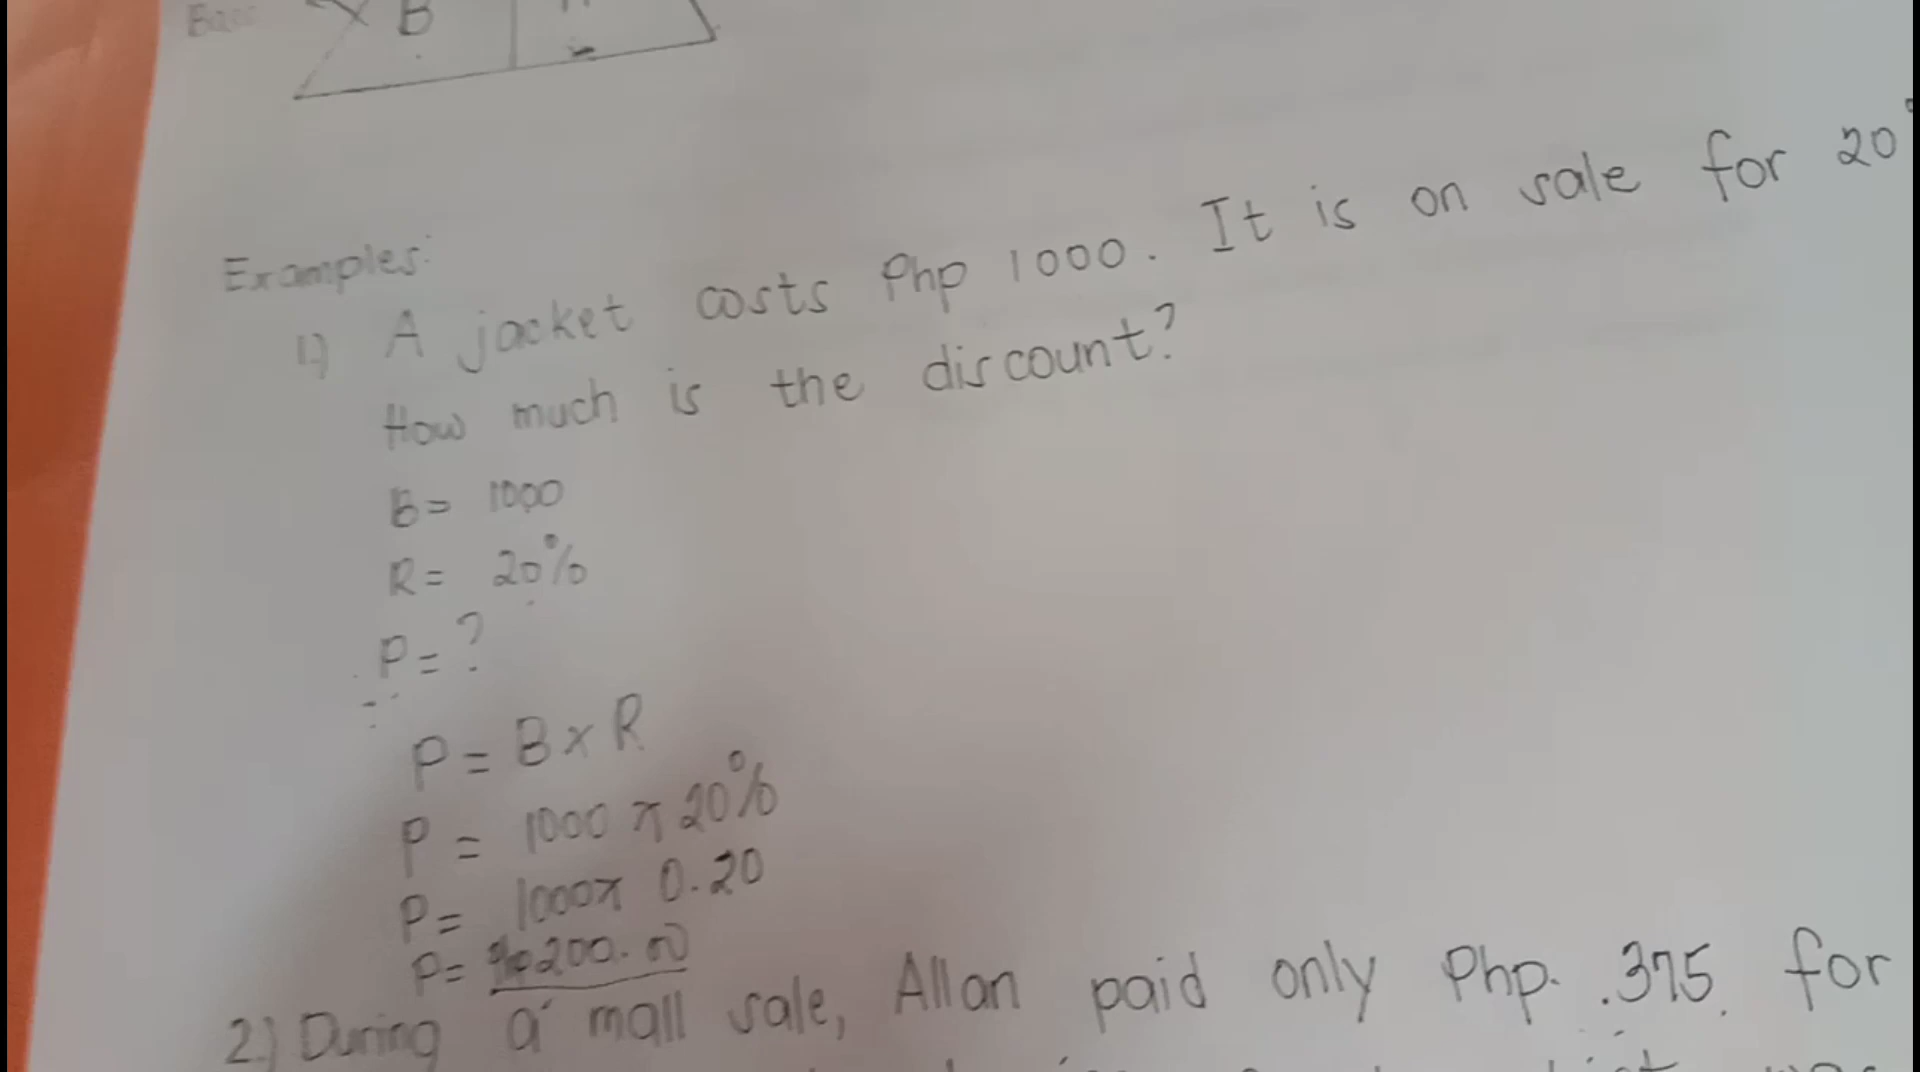 B
Examples:
1.) A jacket costs Php 1000. It is on sale for 20
How much is the discount?
B= 1000
R= 20%
P= ?
P= B x R
P= 1000 x 20%
P= 1000x 0.20
P= 200.00
2.) During a mall sale, Allan paid only Php. 375 for